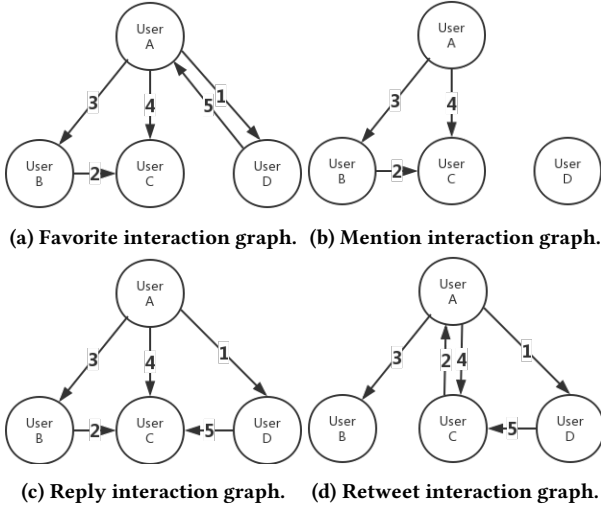 User
A
3
4
1
5
User
B
2
User
C
User
D
(a) Favorite interaction graph.
User
A
3
4
User
B
2
User
C
User
D
(b) Mention interaction graph.
User
A
3
4
1
User
B
2
User
C
5
User
D
(c) Reply interaction graph.
User
A
3
2
4
1
User
B
User
C
5
User
D
(d) Retweet interaction graph.